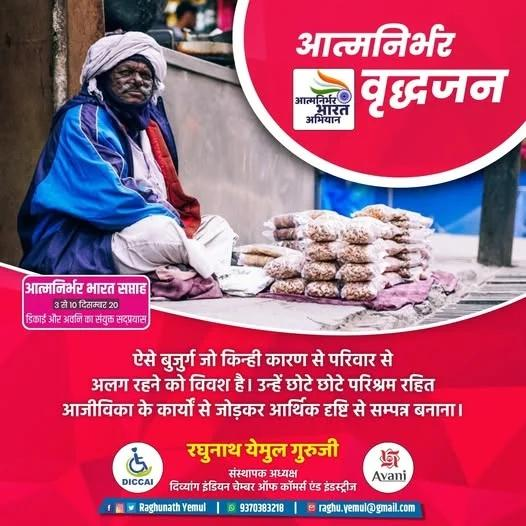 आत्मनिर्भर
वृद्धजन
आत्मनिर्भर
भारत
अभियान
आत्मनिर्भर भारत सप्ताह
3 से 10 दिसम्बर 20
डिकाई और अवनि का संयुक्त सद्प्रयास
ऐसे बुजुर्ग जो किन्ही कारण से परिवार से
अलग रहने को विवश है। उन्हें छोटे छोटे परिश्रम रहित
आजीविका के कार्यों से जोड़कर आर्थिक दृष्टि से सम्पन्न बनाना।
रघुनाथ येमुल गुरुजी
संस्थापक अध्यक्ष
दिव्यांग इंडियन चेम्बर ऑफ कॉमर्स एंड इंडस्ट्रीज
DICCAI
Avani
Raghunath Yemul | 9370383218 | raghu.yemul@gmail.com